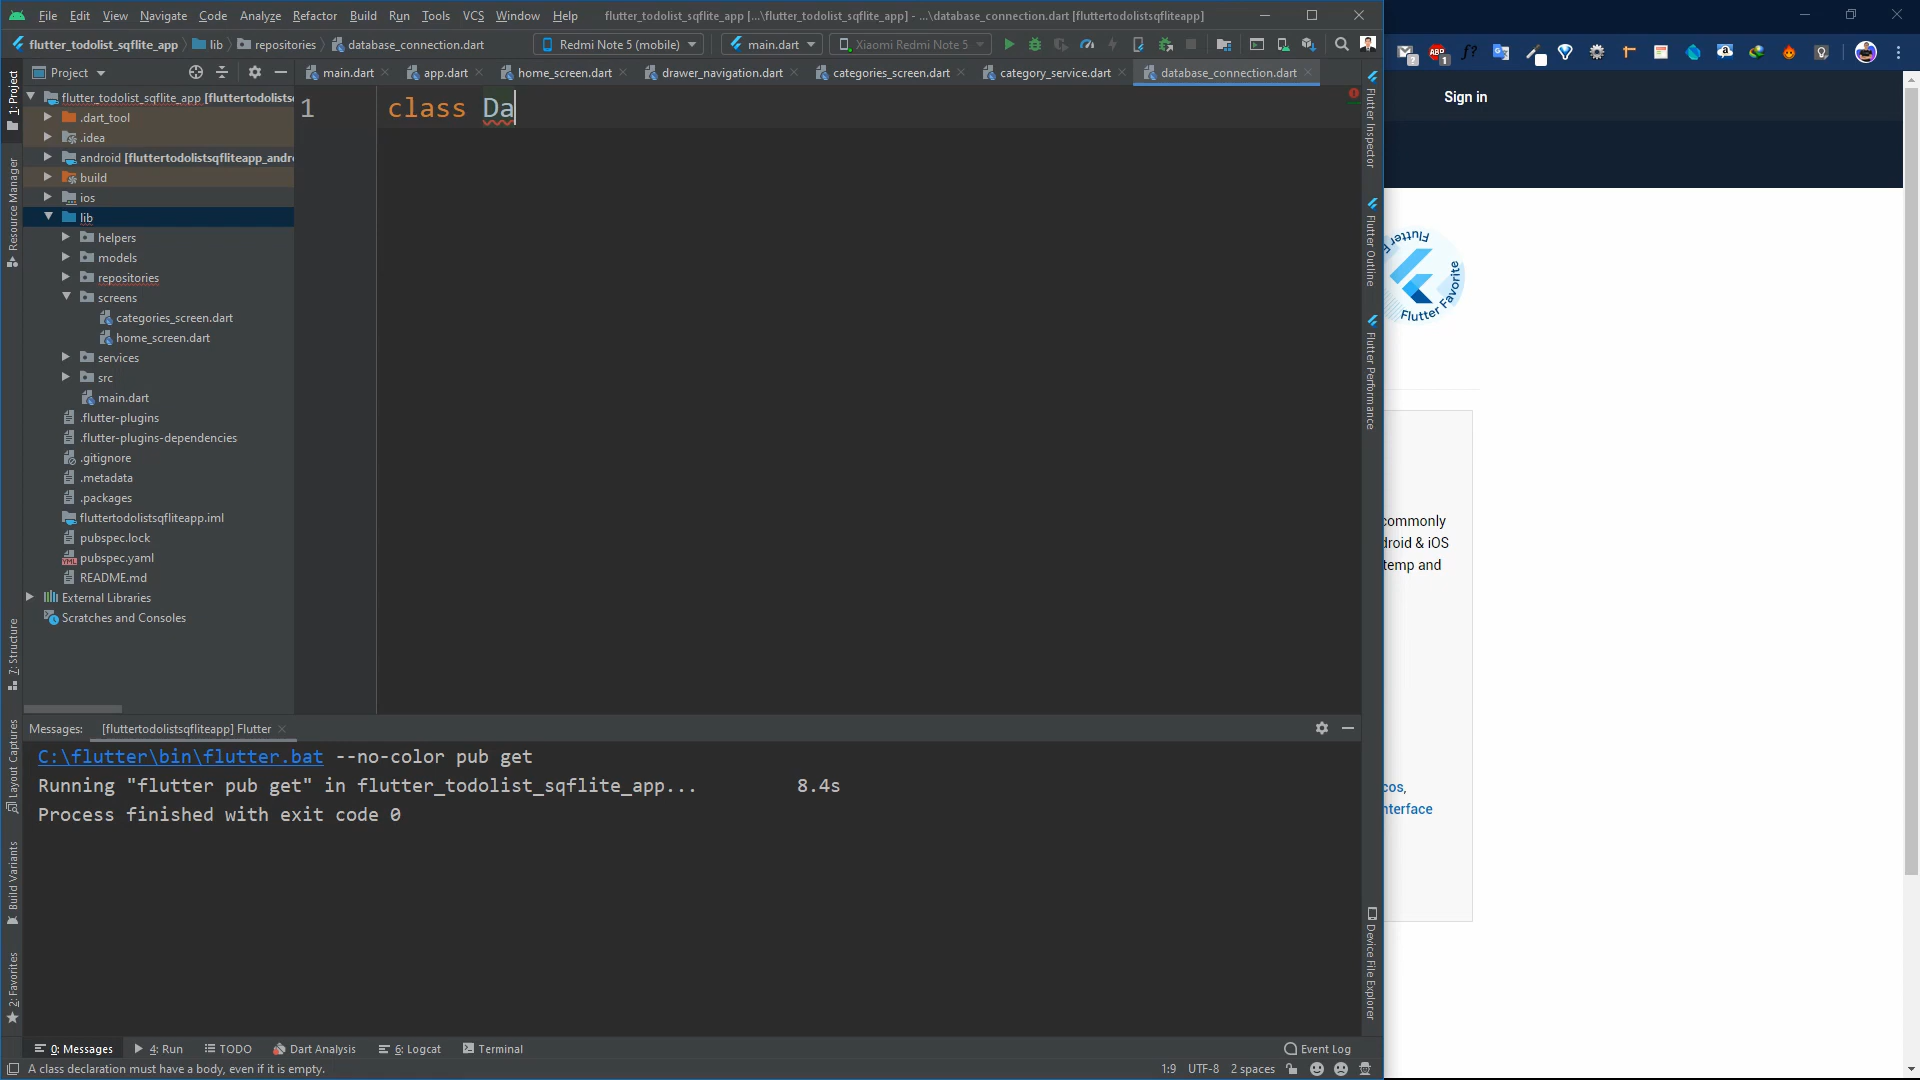 File Edit View Navigate Code Analyze Refactor Build Run Tools VCS Window Help flutter_todolist_sqflite_app [...\flutter_todolist_sqflite_app] - ...\database_connection.dart [fluttertodolistsqfliteapp]
flutter_todolist_sqflite_app lib repositories database_connection.dart Redmi Note 5 (mobile) main.dart Xiaomi Redmi Note 5
Project main.dart app.dart home_screen.dart drawer_navigation.dart categories_screen.dart category_service.dart database_connection.dart
flutter_todolist_sqflite_app [fluttertodolists
.dart_tool
.idea
android [fluttertodolistsqfliteapp_andro
build
ios
lib
helpers
models
repositories
screens
categories_screen.dart
home_screen.dart
services
src
main.dart
.flutter-plugins
.flutter-plugins-dependencies
.gitignore
.metadata
.packages
fluttertodolistsqfliteapp.iml
pubspec.lock
pubspec.yaml
README.md
External Libraries
Scratches and Consoles
1 class Da
1: Project
Resource Manager
7: Structure
Layout Captures
Build Variants
2: Favorites
Flutter Inspector
Flutter Outline
Flutter Performance
Device File Explorer
Messages: [fluttertodolistsqfliteapp] Flutter
C:\flutter\bin\flutter.bat --no-color pub get
Running "flutter pub get" in flutter_todolist_sqflite_app... 8.4s
Process finished with exit code 0
0: Messages 4: Run TODO Dart Analysis 6: Logcat Terminal Event Log
A class declaration must have a body, even if it is empty. 1:9 UTF-8 2 spaces
ABP 1 f?
Sign in
Flutter Favorite
commonly
droid & iOS
temp and
cos,
nterface